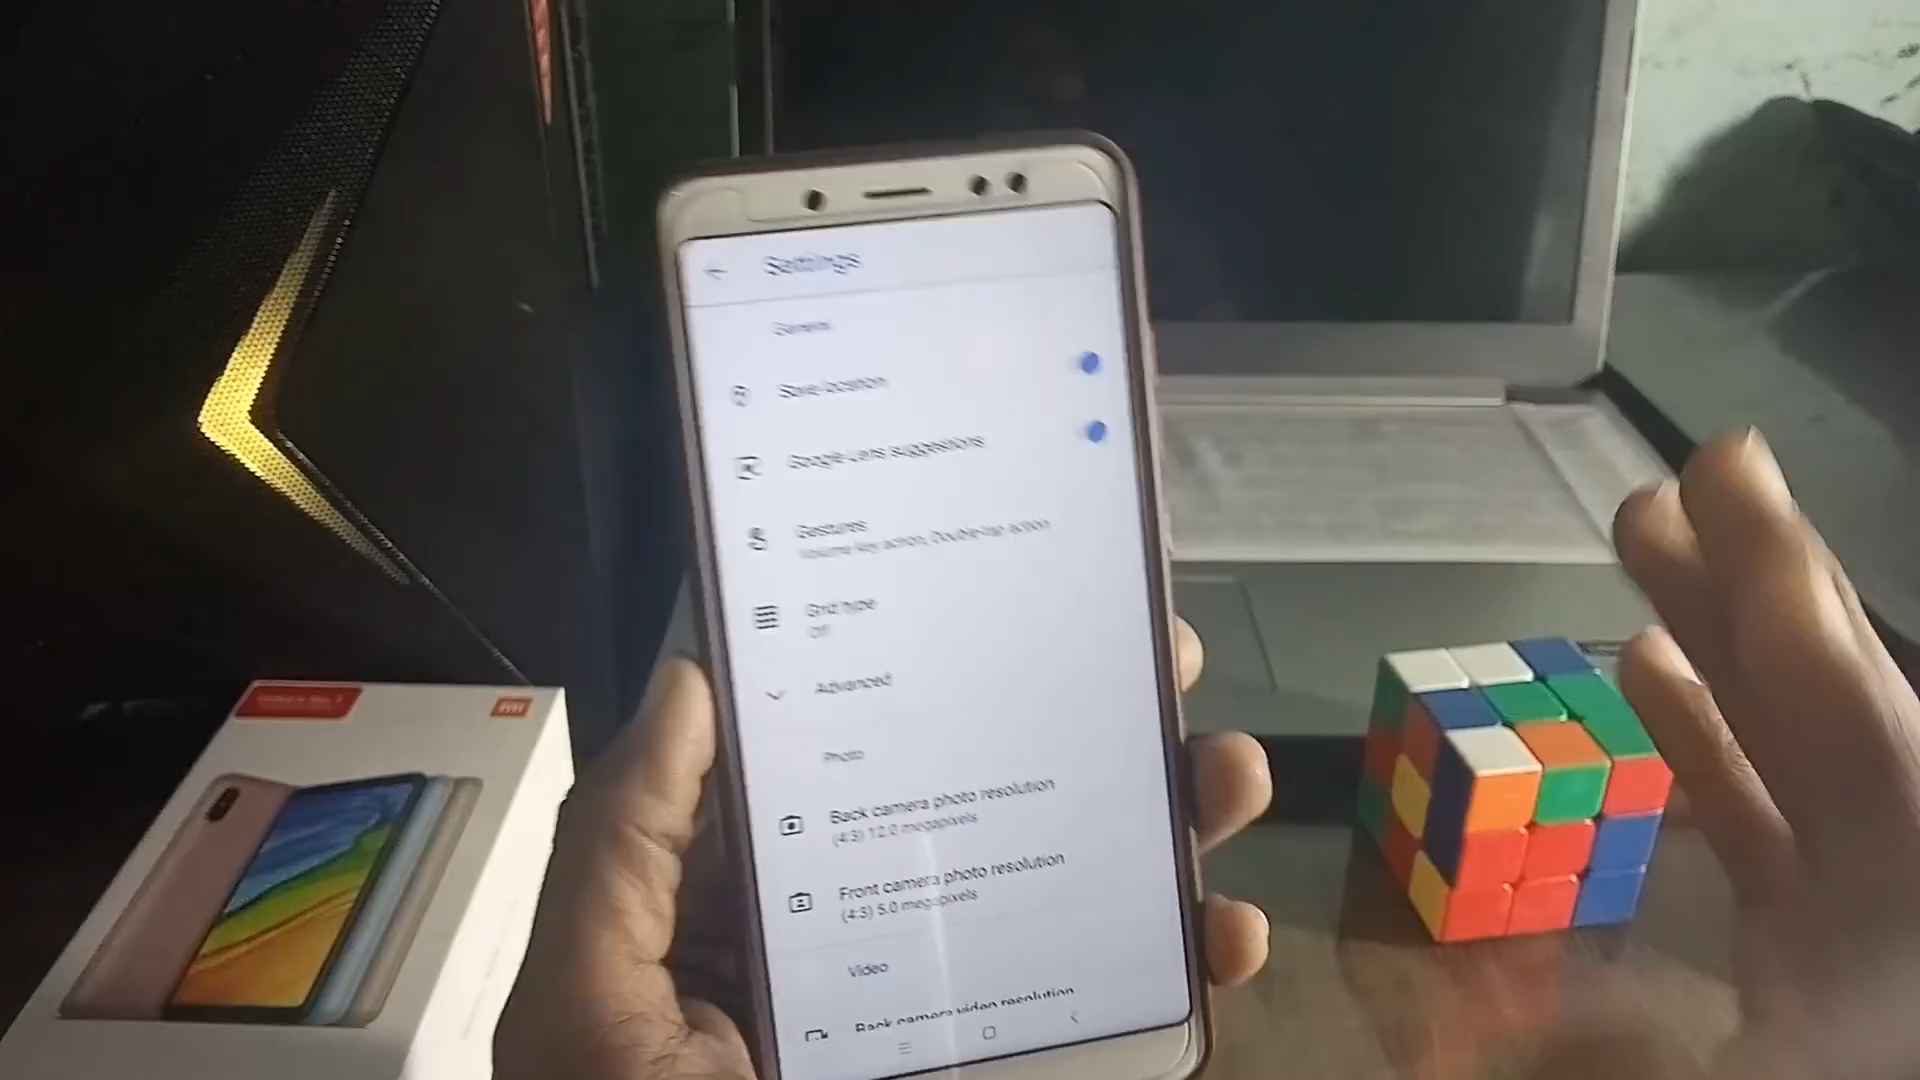 Settings
General
Save location
Google Lens suggestions
Gestures
Volume key action, Double-tap action
Grid type
Off
Advanced
Photo
Back camera photo resolution
(4:3) 12.0 megapixels
Front camera photo resolution
(4:3) 5.0 megapixels
Video
Back camera video resolution
mi